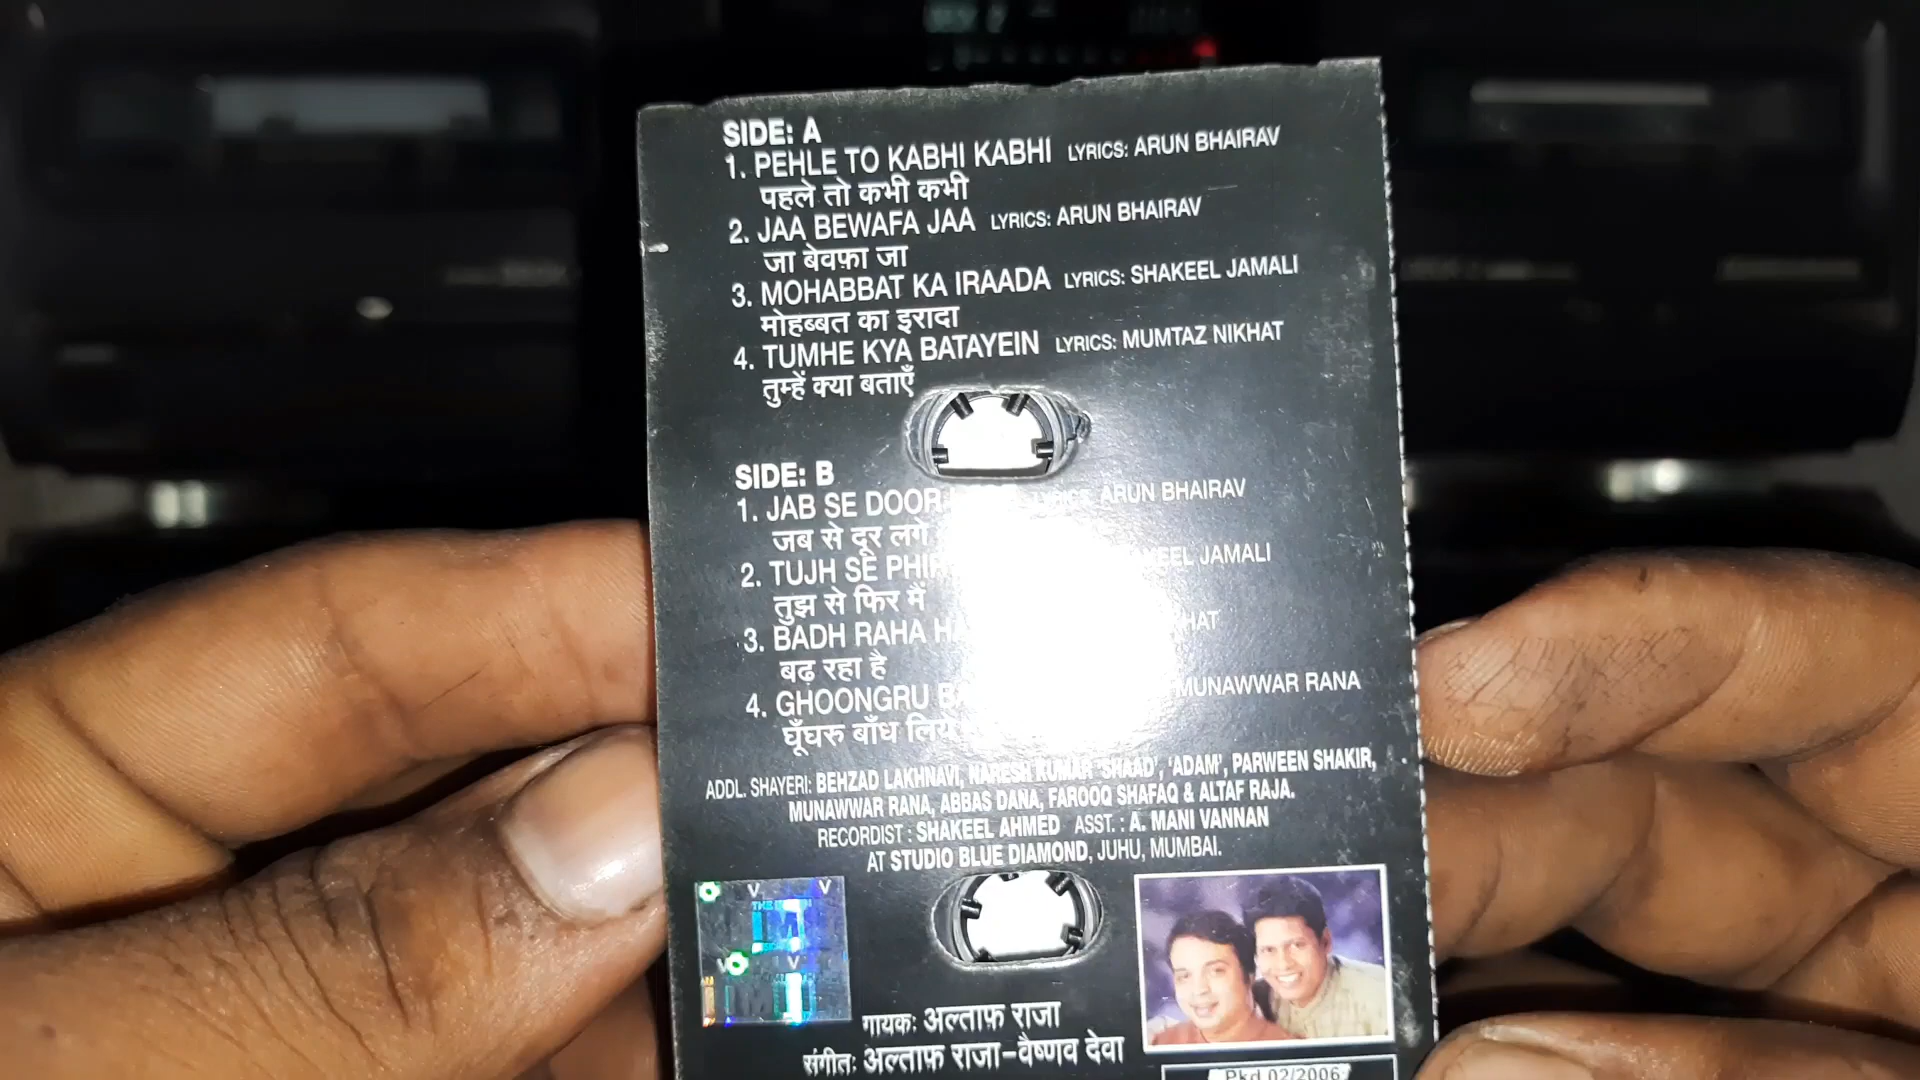 SIDE: A
1. PEHLE TO KABHI KABHI LYRICS: ARUN BHAIRAV
पहले तो कभी कभी
2. JAA BEWAFA JAA LYRICS: ARUN BHAIRAV
जा बेवफ़ा जा
3. MOHABBAT KA IRAADA LYRICS: SHAKEEL JAMALI
मोहब्बत का इरादा
4. TUMHE KYA BATAYEIN LYRICS: MUMTAZ NIKHAT
तुम्हें क्या बताएँ
SIDE: B
1. JAB SE DOOR LYRICS: ARUN BHAIRAV
जब से दूर लगे
2. TUJH SE JAMALI
तुझ से फिर मैं
3. BADH RAHA
बढ़ रहा है
4. GHOONGRU MUNAWWAR RANA
घूँघरु बाँध लिये
ADDL. SHAYERI: BEHZAD LAKHNAVI, NARESH KUMAR 'SHAAD', 'ADAM', PARWEEN SHAKIR,
MUNAWWAR RANA, ABBAS DANA, FAROOQ SHAFAQ & ALTAF RAJA.
RECORDIST : SHAKEEL AHMED ASST. : A. MANI VANNAN
AT STUDIO BLUE DIAMOND, JUHU, MUMBAI.
गायक: अल्ताफ़ राजा
संगीत: अल्ताफ़ राजा-वैष्णव देवा
Pkd 02/2006